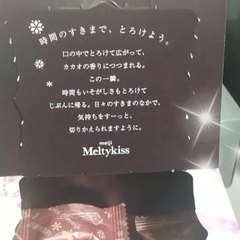 時間のすきまで、とろけよう。
口の中でとろけて広がって、
カカオの香りにつつまれる。
この一瞬。
時間もいそがしさもとろけて
じぶんに帰る。日々のすきまのなかで、
気持ちをすーっと、
切りかえられますように。
meiji
Meltykiss